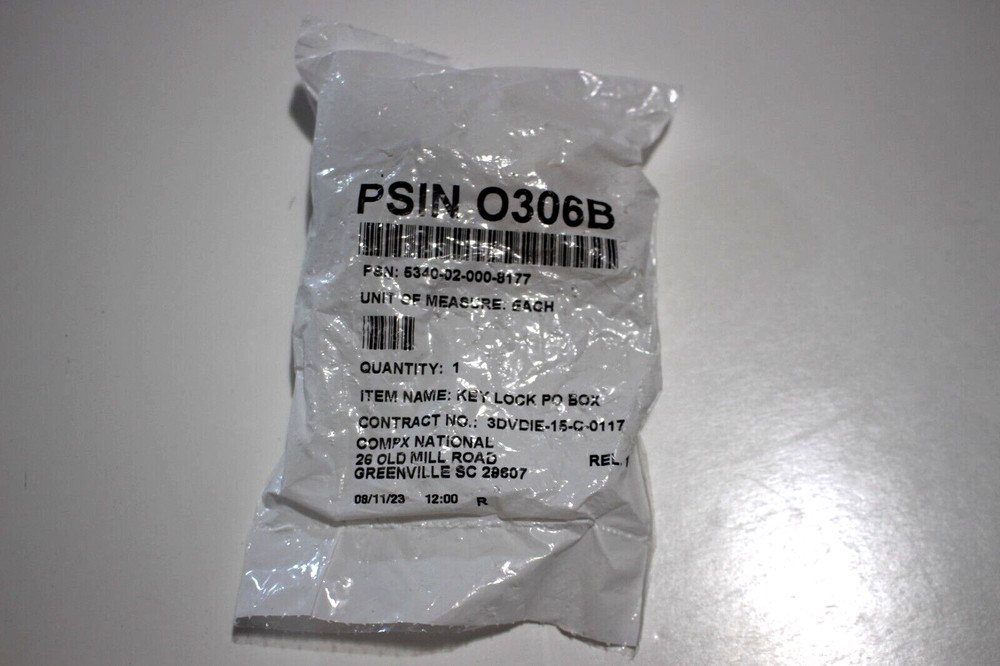 PSIN O306B
PSN: 5340-02-000-8177
UNIT OF MEASURE: EACH
QUANTITY: 1
ITEM NAME: KEY LOCK PO BOX
CONTRACT NO.: 3DVDIE-15-C-0117
COMPX NATIONAL
26 OLD MILL ROAD
GREENVILLE SC 29607
REL 1
08/11/23 12:00 R